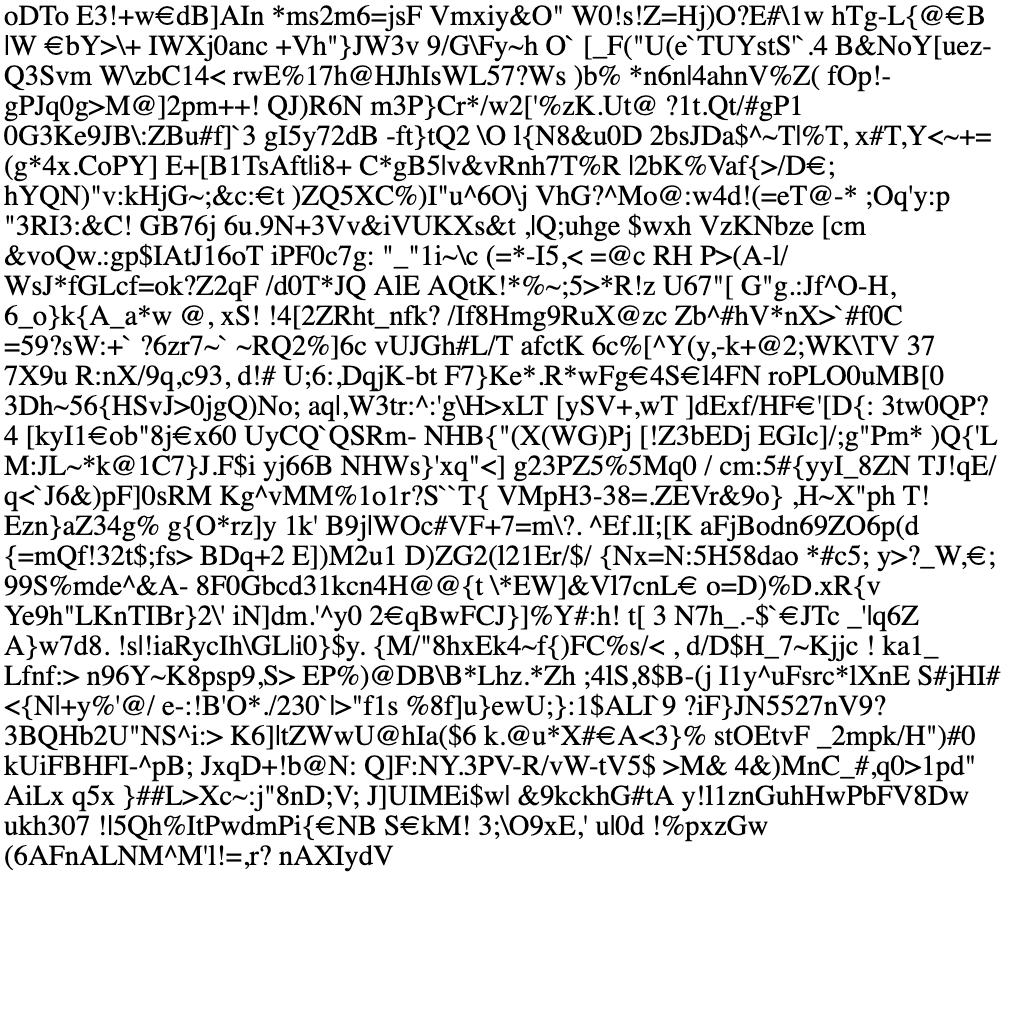 oDTo E3!+w€dB]AIn *ms2m6=jsF Vmxiy&O" W0!s!Z=Hj)O?E#\1w hTg-L{@€B
|W €bY>\+ IWXj0anc +Vh"}JW3v 9/G\Fy~h O` [_F("U(e`TUYstS'`.4 B&NoY[uez-
Q3Svm W\zbC14< rwE%17h@HJhIsWL57?Ws )b% *n6n|4ahnV%Z( fOp!-
gPJq0g>M@]2pm++! QJ)R6N m3P}Cr*/w2['%zK.Ut@ ?1t.Qt/#gP1
0G3Ke9JB\:ZBu#f]`3 gI5y72dB -ft}tQ2 \O l{N8&u0D 2bsJDa$^~T|%T, x#T,Y<~+=
(g*4x.CoPY] E+[B1TsAft|i8+ C*gB5|v&vRnh7T%R |2bK%Vaf{>/D€;
hYQN)"v:kHjG~;&c:€t )ZQ5XC%)I"u^6O\j VhG?^Mo@:w4d!(=eT@-* ;Oq'y:p
"3RI3:&C! GB76j 6u.9N+3Vv&iVUKXs&t ,|Q;uhge $wxh VzKNbze [cm
&voQw.:gp$IAtJ16oT iPF0c7g: "_"1i~\c (=*-I5,< =@c RH P>(A-l/
WsJ*fGLcf=ok?Z2qF /d0T*JQ AlE AQtK!*%~;5>*R!z U67"[ G"g.:Jf^O-H,
6_o}k{A_a*w @, xS! !4[2ZRht_nfk? /If8Hmg9RuX@zc Zb^#hV*nX>`#f0C
=59?sW:+` ?6zr7~` ~RQ2%]6c vUJGh#L/T afctK 6c%[^Y(y,-k+@2;WK\TV 37
7X9u R:nX/9q,c93, d!# U;6:,DqjK-bt F7}Ke*.R*wFg€4S€l4FN roPLO0uMB[0
3Dh~56{HSvJ>0jgQ)No; aq|,W3tr:^:'g\H>xLT [ySV+,wT ]dExf/HF€'[D{: 3tw0QP?
4 [kyI1€ob"8j€x60 UyCQ`QSRm- NHB{"(X(WG)Pj [!Z3bEDj EGIc]/;g"Pm* )Q{'L
M:JL~*k@1C7}J.F$i yj66B NHWs}'xq"<] g23PZ5%5Mq0 / cm:5#{yyI_8ZN TJ!qE/
q<`J6&)pF]0sRM Kg^vMM%1o1r?S``T{ VMpH3-38=.ZEVr&9o} ,H~X"ph T!
Ezn}aZ34g% g{O*rz]y 1k' B9j|WOc#VF+7=m\?. ^Ef.lI;[K aFjBodn69ZO6p(d
{=mQf!32t$;fs> BDq+2 E])M2u1 D)ZG2(l21Er/$/ {Nx=N:5H58dao *#c5; y>?_W,€;
99S%mde^&A- 8F0Gbcd31kcn4H@@{t \*EW]&Vl7cnL€ o=D)%D.xR{v
Ye9h"LKnTIBr}2\' iN]dm.'^y0 2€qBwFCJ}]%Y#:h! t[ 3 N7h_.-$`€JTc _'|q6Z
A}w7d8. !s|!iaRycIh\GL|i0}$y. {M/"8hxEk4~f{)FC%s/< , d/D$H_7~Kjjc ! ka1_
Lfnf:> n96Y~K8psp9,S> EP%)@DB\B*Lhz.*Zh ;4lS,8$B-(j I1y^uFsrc*lXnE S#jHI#
<{N|+y%'@/ e-:!B'O*./230`|>"f1s %8f]u}ewU;}:1$ALI`9 ?iF}JN5527nV9?
3BQHb2U"NS^i:> K6]|tZWwU@hIa($6 k.@u*X#€A<3}% stOEtvF _2mpk/H")#0
kUiFBHFI-^pB; JxqD+!b@N: Q]F:NY.3PV-R/vW-tV5$ >M& 4&)MnC_#,q0>1pd"
AiLx q5x }##L>Xc~:j"8nD;V; J]UIMEi$w| &9kckhG#tA y!l1znGuhHwPbFV8Dw
ukh307 !|5Qh%ItPwdmPi{€NB S€kM! 3;\O9xE,' u|0d !%pxzGw
(6AFnALNM^M'l!=,r? nAXIydV